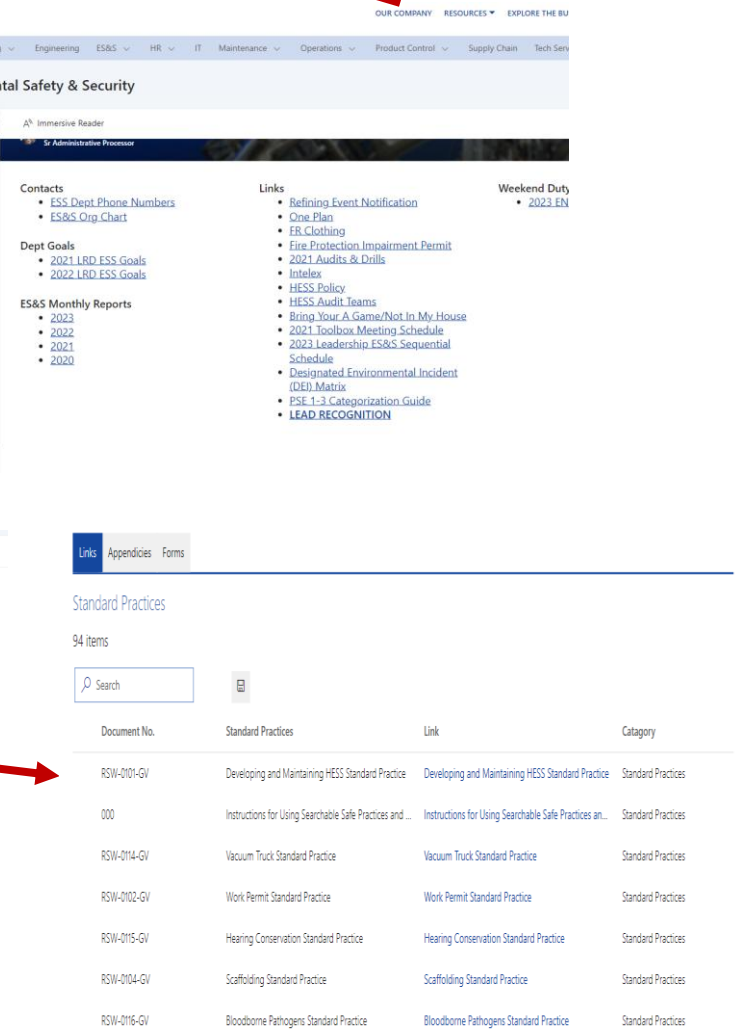 OUR COMPANY RESOURCES EXPLORE THE BU
Engineering ES&S HR IT Maintenance Operations Product Control Supply Chain Tech Serv
ntal Safety & Security
Immersive Reader
Sr Administrative Processor
Contacts
ESS Dept Phone Numbers
ES&S Org Chart
Dept Goals
2021 LRD ESS Goals
2022 LRD ESS Goals
ES&S Monthly Reports
2023
2022
2021
2020
Links
Refining Event Notification
One Plan
FR Clothing
Fire Protection Impairment Permit
2021 Audits & Drills
Intelex
HESS Policy
HESS Audit Teams
Bring Your A Game/Not In My House
2021 Toolbox Meeting Schedule
2023 Leadership ES&S Sequential
Schedule
Designated Environmental Incident
(DEI) Matrix
PSE 1-3 Categorization Guide
LEAD RECOGNITION
Weekend Duty
2023 EN
Links Appendicies Forms
Standard Practices
94 items
Search
Document No. Standard Practices Link Catagory
RSW-0101-GV Developing and Maintaining HESS Standard Practice Developing and Maintaining HESS Standard Practice Standard Practices
000 Instructions for Using Searchable Safe Practices and ... Instructions for Using Searchable Safe Practices an... Standard Practices
RSW-0114-GV Vacuum Truck Standard Practice Vacuum Truck Standard Practice Standard Practices
RSW-0102-GV Work Permit Standard Practice Work Permit Standard Practice Standard Practices
RSW-0115-GV Hearing Conservation Standard Practice Hearing Conservation Standard Practice Standard Practices
RSW-0104-GV Scaffolding Standard Practice Scaffolding Standard Practice Standard Practices
RSW-0116-GV Bloodborne Pathogens Standard Practice Bloodborne Pathogens Standard Practice Standard Practices